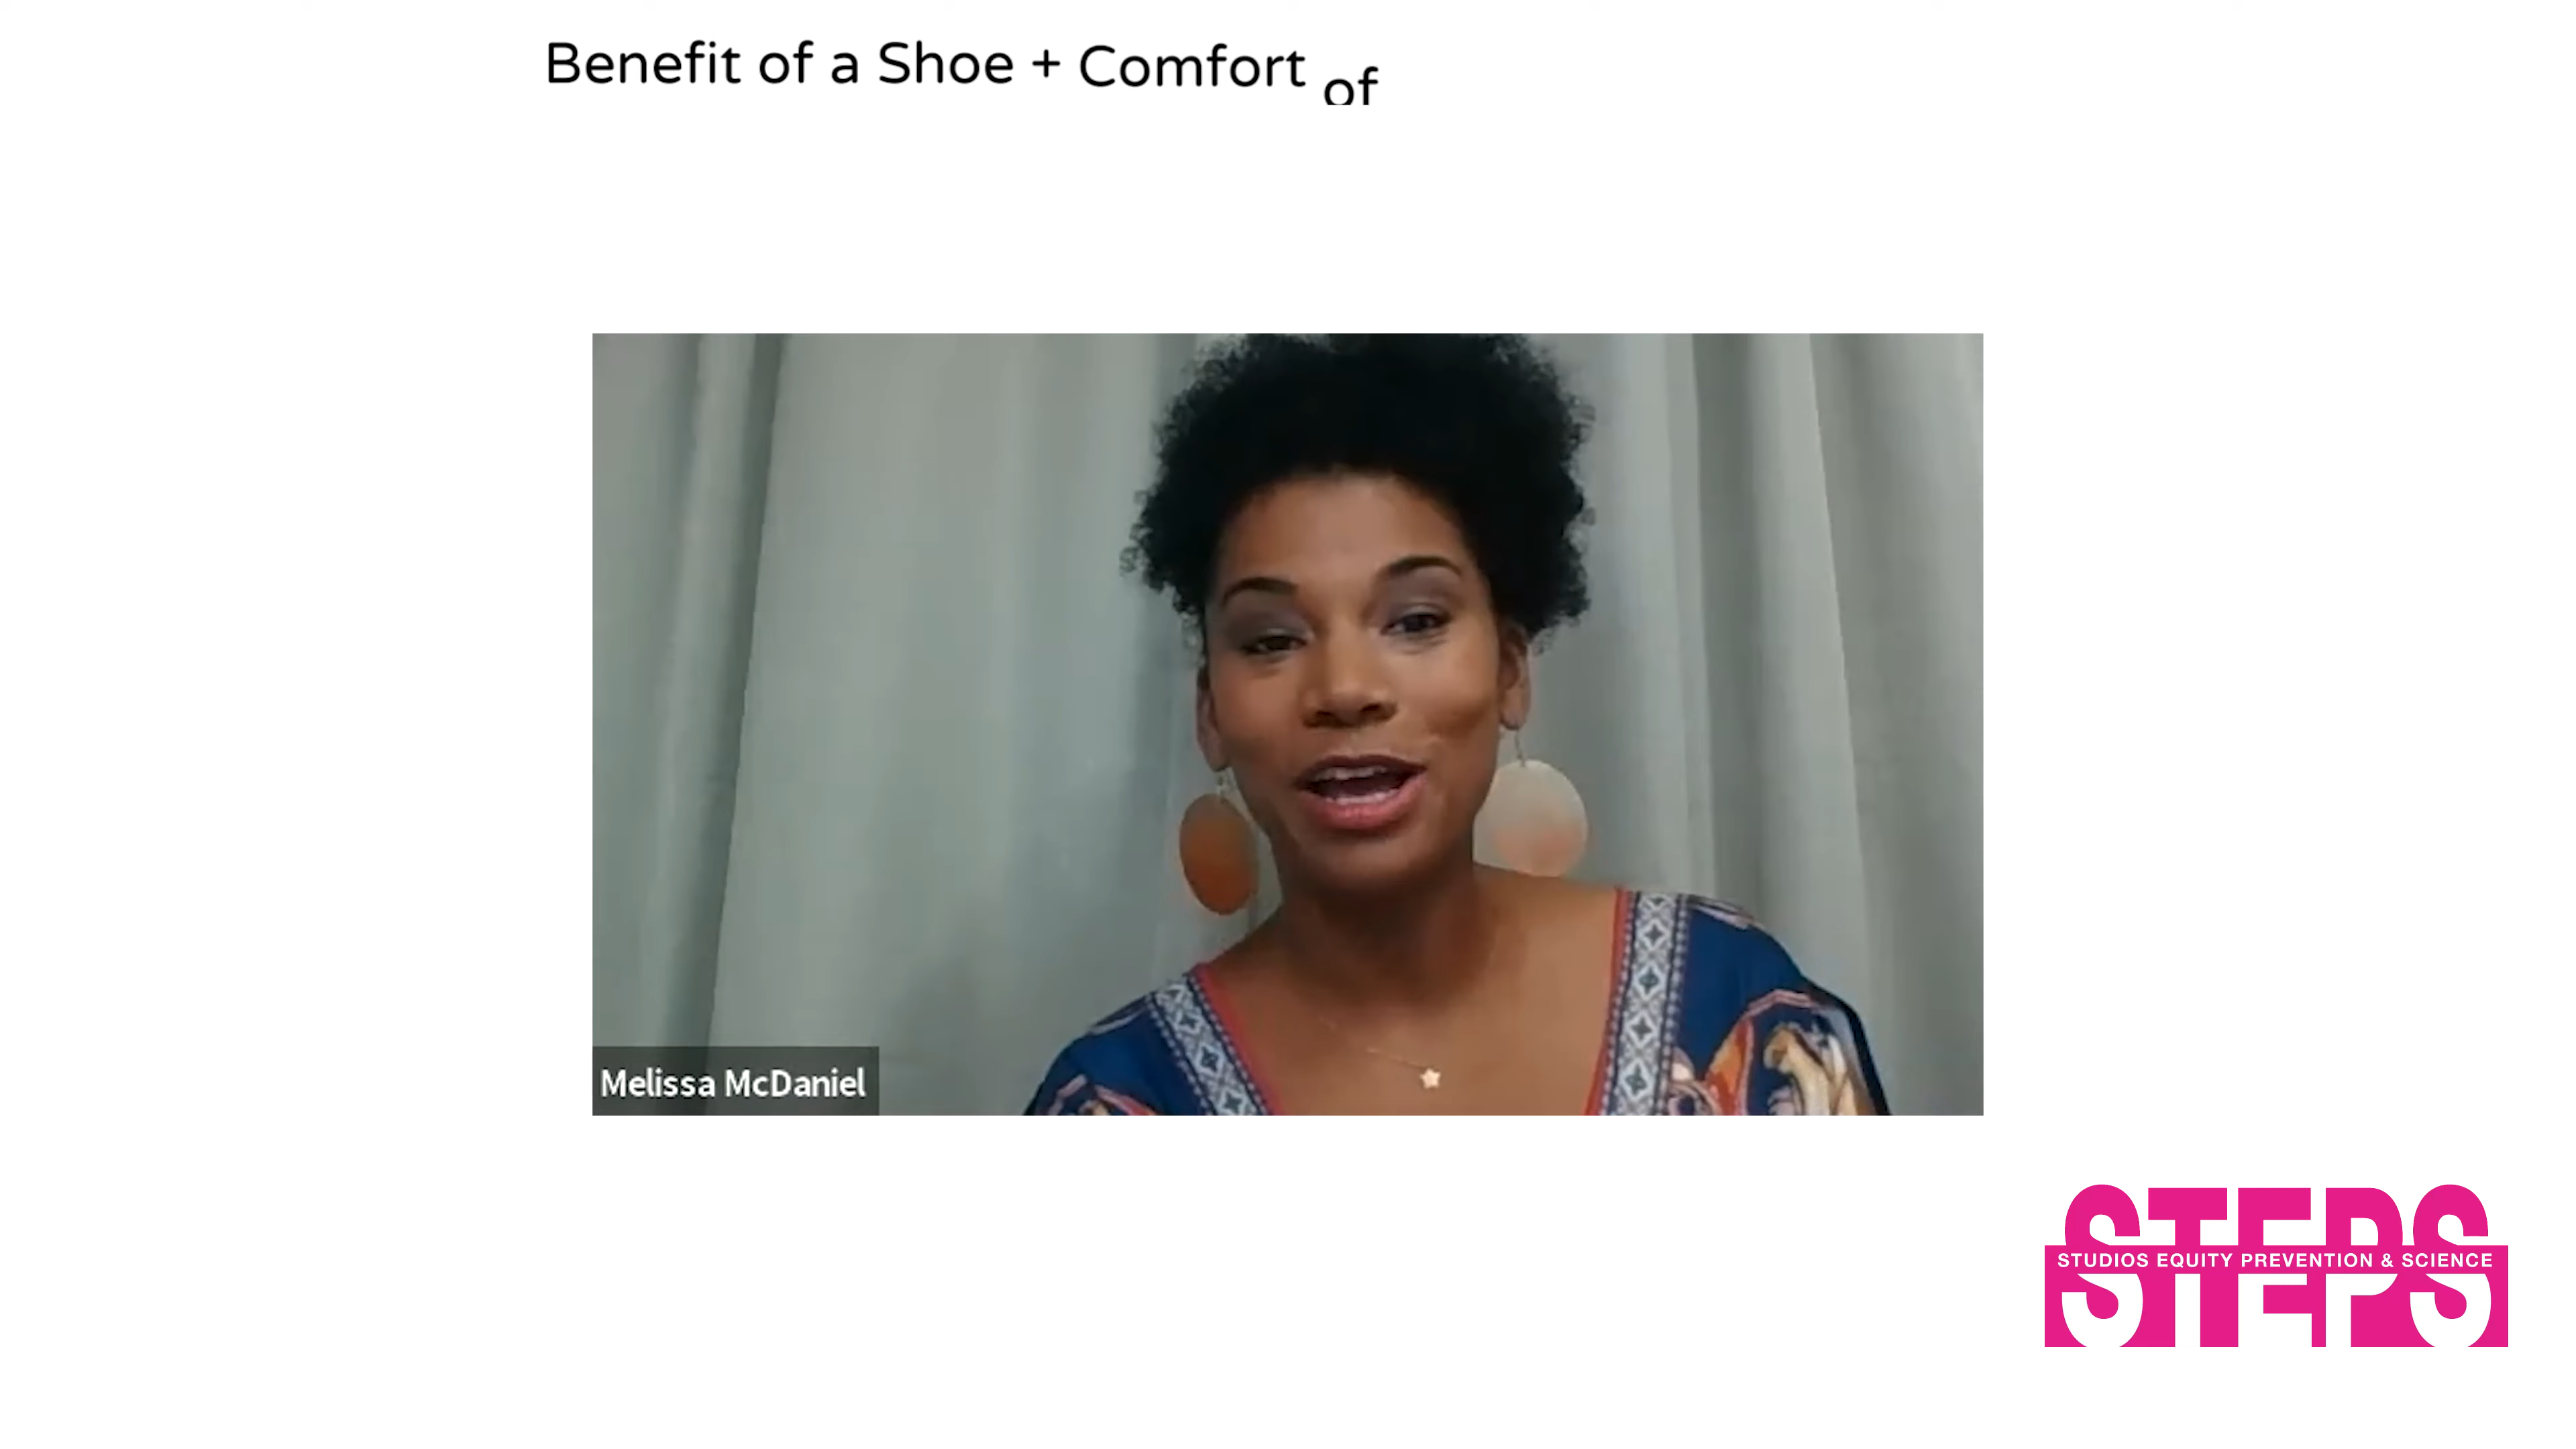 Benefit of a Shoe + Comfort of
Melissa McDaniel
STEPS
STUDIOS EQUITY PREVENTION & SCIENCE